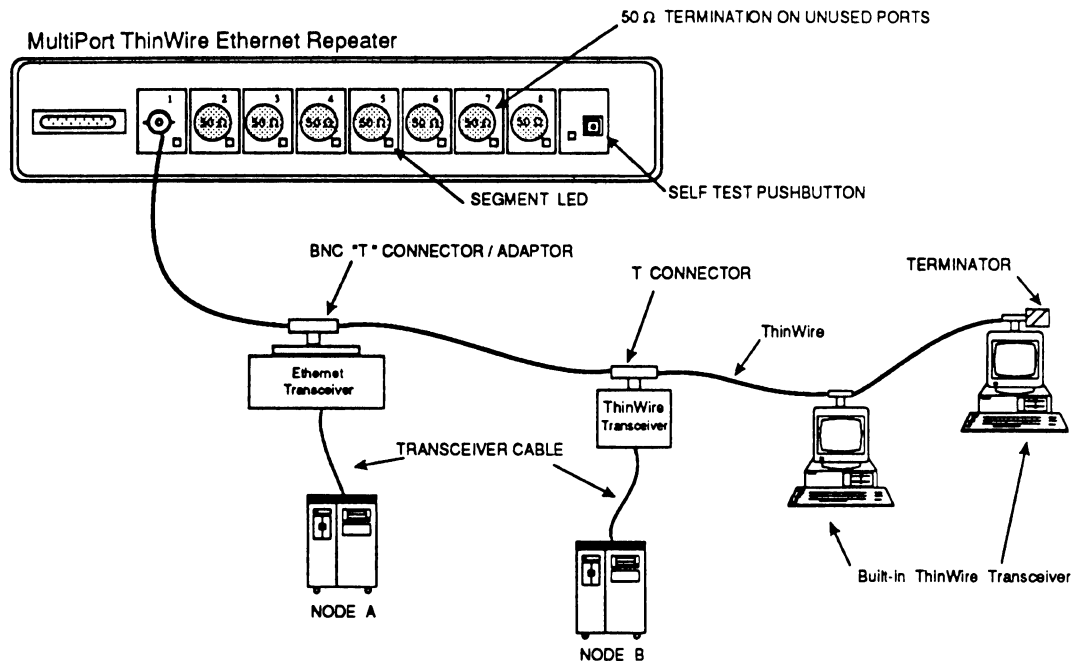 50 Ω TERMINATION ON UNUSED PORTS
MultiPort ThinWire Ethernet Repeater
1 2 3 4 5 6 7 8
50 Ω 50 Ω 50 Ω 50 Ω 50 Ω 50 Ω 50 Ω
SEGMENT LED
SELF TEST PUSHBUTTON
BNC "T" CONNECTOR / ADAPTOR
T CONNECTOR
TERMINATOR
ThinWire
Ethernet
Transceiver
ThinWire
Transceiver
TRANSCEIVER CABLE
Built-in ThinWire Transceiver
NODE A
NODE B